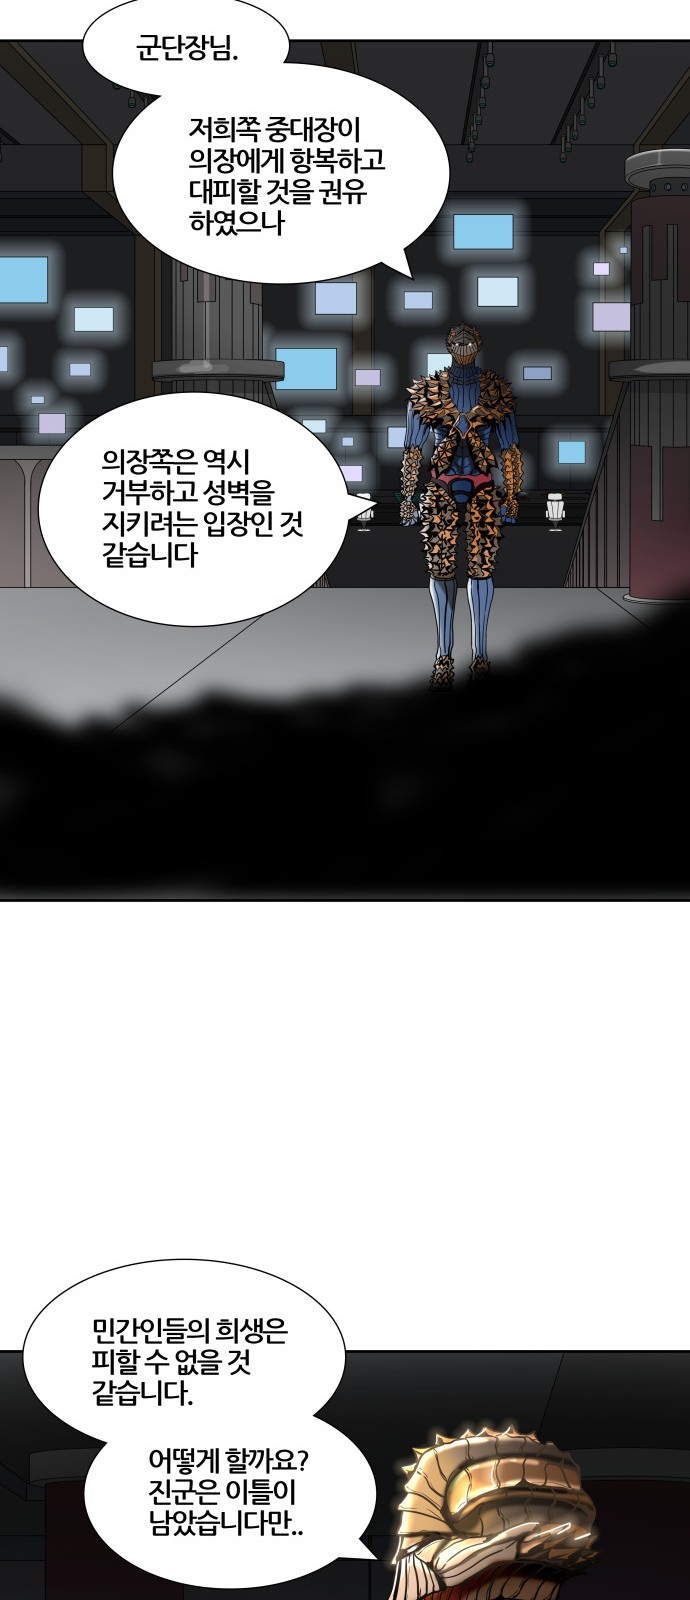 군단장님.
저희쪽 중대장이
의장에게 항복하고
대피할 것을 권유
하였으나
의장쪽은 역시
거부하고 성벽을
지키려는 입장인 것
같습니다
민간인들의 희생은
피할 수 없을 것
같습니다.
어떻게 할까요?
진군은 이틀이
남았습니다만..